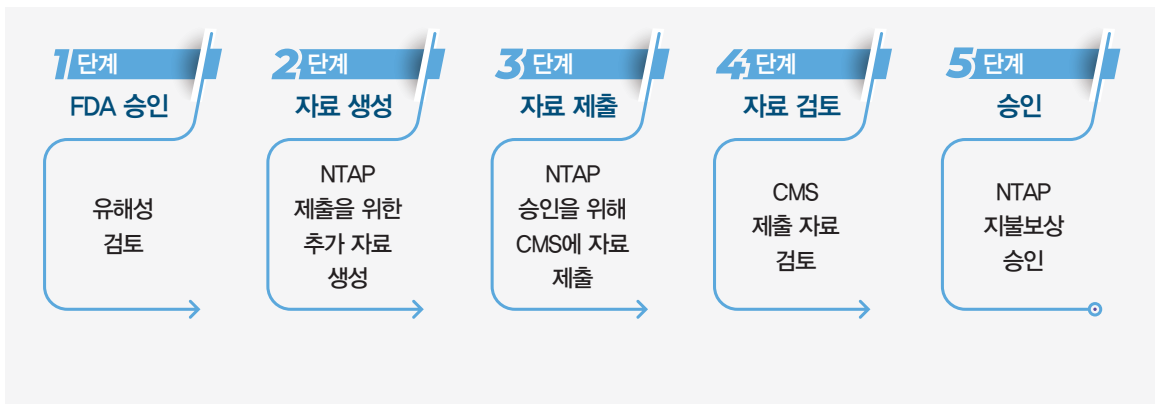 1단계
FDA 승인
유해성
검토
2단계
자료 생성
NTAP
제출을 위한
추가 자료
생성
3단계
자료 제출
NTAP
승인을 위해
CMS에 자료
제출
4단계
자료 검토
CMS
제출 자료
검토
5단계
승인
NTAP
지불보상
승인